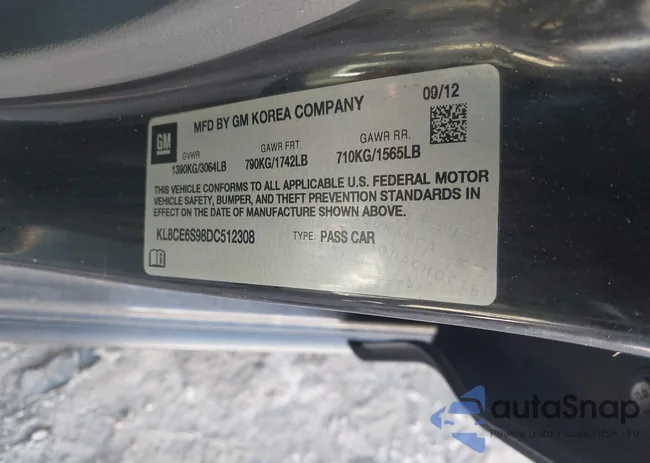 MFD BY GM KOREA COMPANY
09/12
GM
GVWR
GAWR FRT.
GAWR RR.
1390KG/3064LB
790KG/1742LB
710KG/1565LB
THIS VEHICLE CONFORMS TO ALL APPLICABLE U.S. FEDERAL MOTOR
VEHICLE SAFETY, BUMPER, AND THEFT PREVENTION STANDARDS IN
EFFECT ON THE DATE OF MANUFACTURE SHOWN ABOVE.
KL8CE6S98DC512308
TYPE: PASS CAR
autaSnap